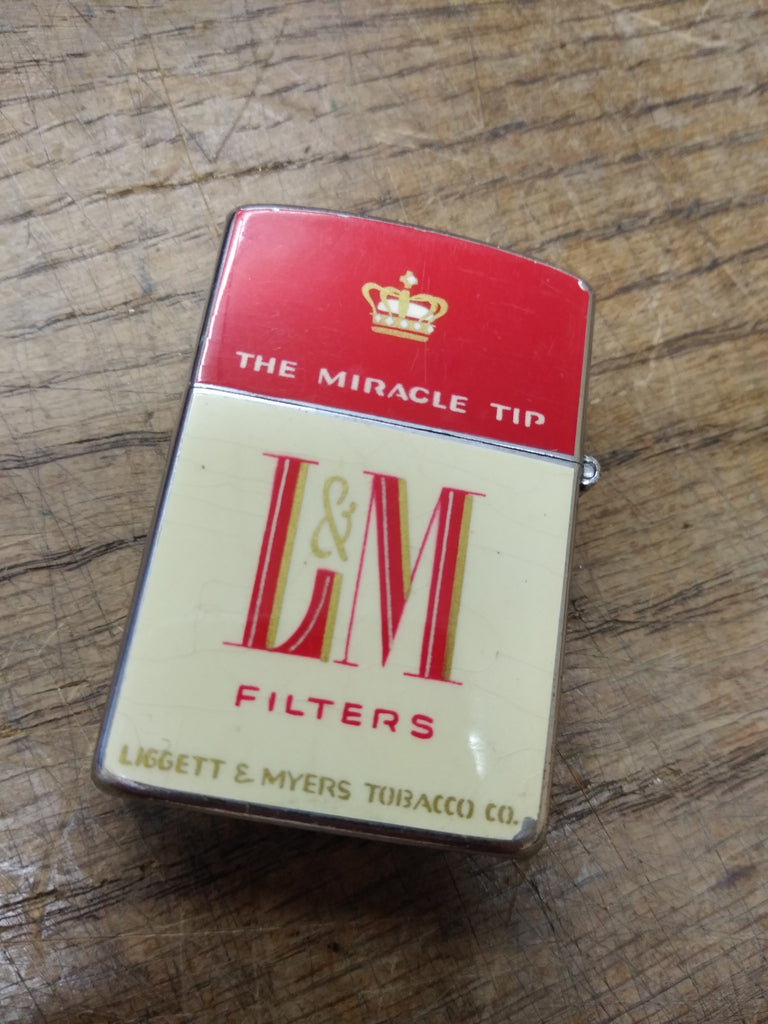 THE MIRACLE TIP
L&M
FILTERS
LIGGETT & MYERS TOBACCO CO.